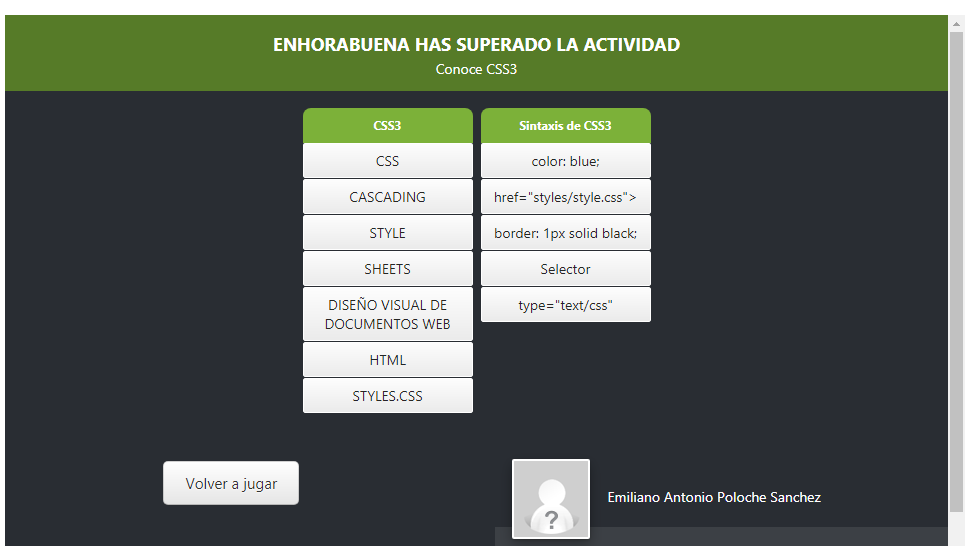 ENHORABUENA HAS SUPERADO LA ACTIVIDAD
Conoce CSS3
CSS3
CSS
CASCADING
STYLE
SHEETS
DISEÑO VISUAL DE
DOCUMENTOS WEB
HTML
STYLES.CSS
Sintaxis de CSS3
color: blue;
href="styles/style.css">
border: 1px solid black;
Selector
type="text/css"
Volver a jugar
?
Emiliano Antonio Poloche Sanchez